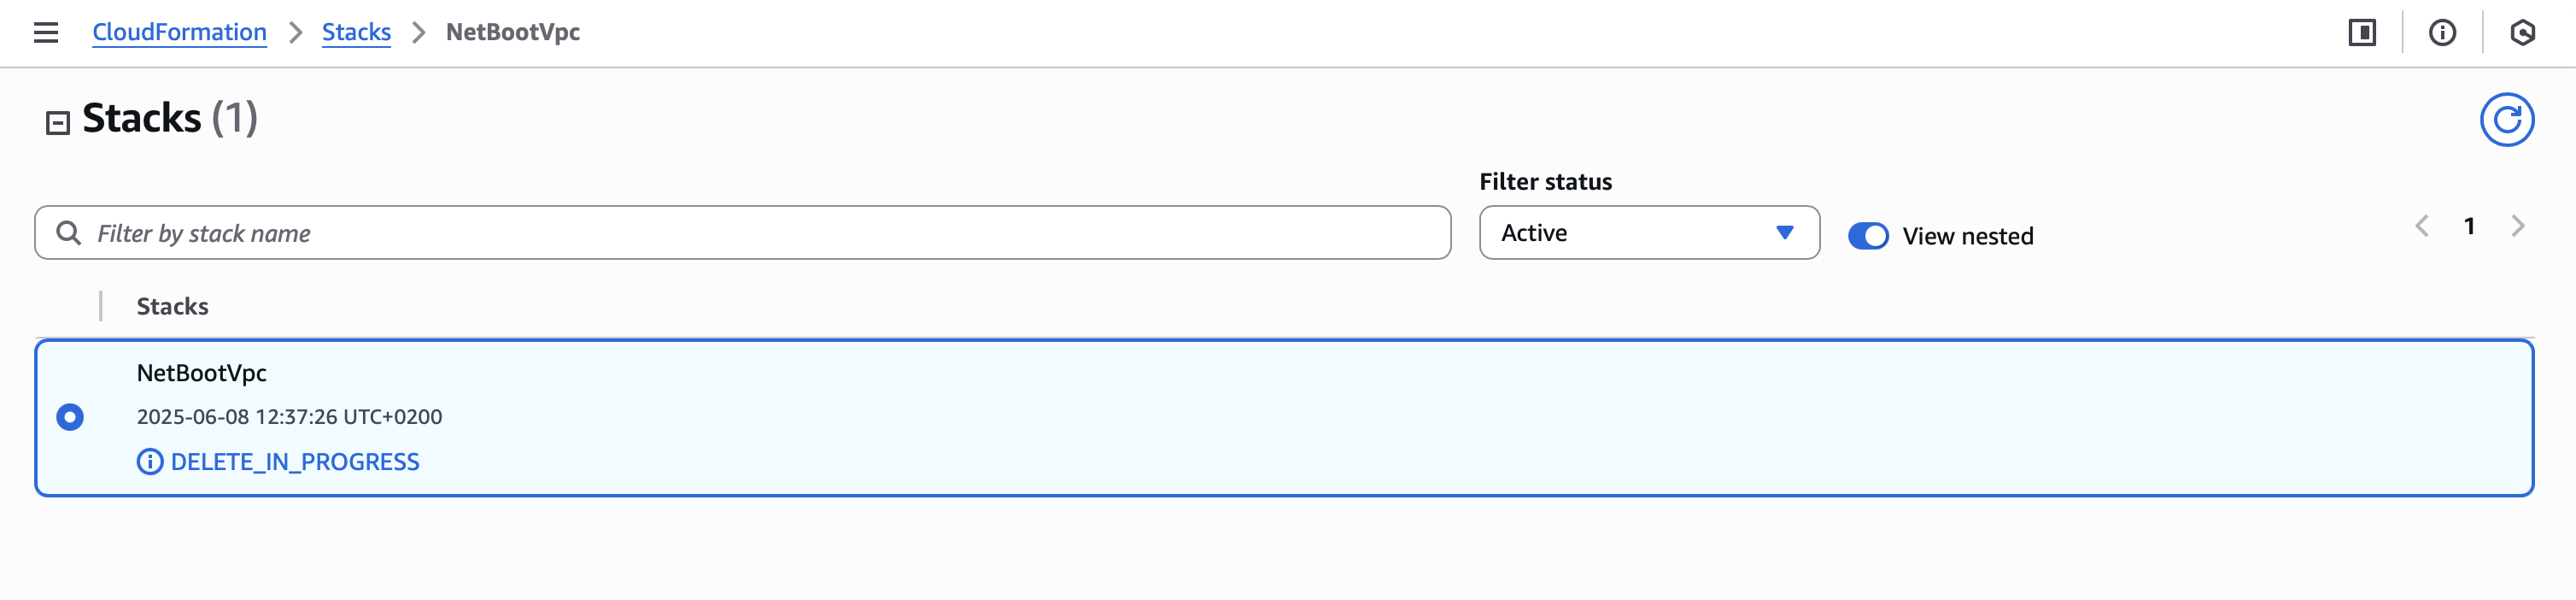 CloudFormation > Stacks > NetBootVpc
Stacks (1)
Filter status
Filter by stack name
Active
View nested
1
Stacks
NetBootVpc
2025-06-08 12:37:26 UTC+0200
DELETE_IN_PROGRESS